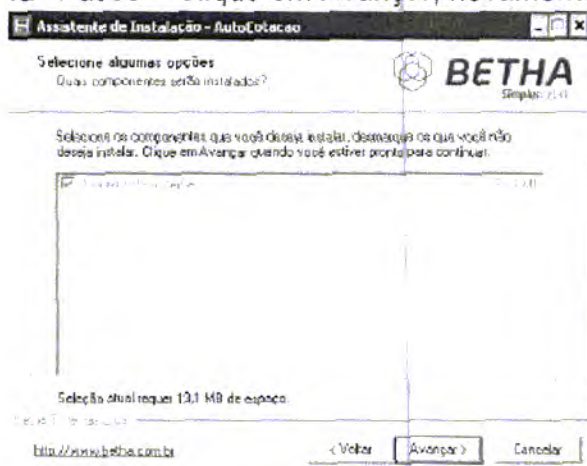 Assistente de Instalação - AutoCotacao
Selecione algumas opções
Quais componentes serão instalados?
BETHA
Selecione os componentes que você deseja instalar, desmarque os que você não
deseja instalar. Clique em Avançar quando você estiver pronto para continuar.
Seleção atual requer 13,1 MB de espaço.
http://www.betha.com.br
< Voltar
Avançar >
Cancelar